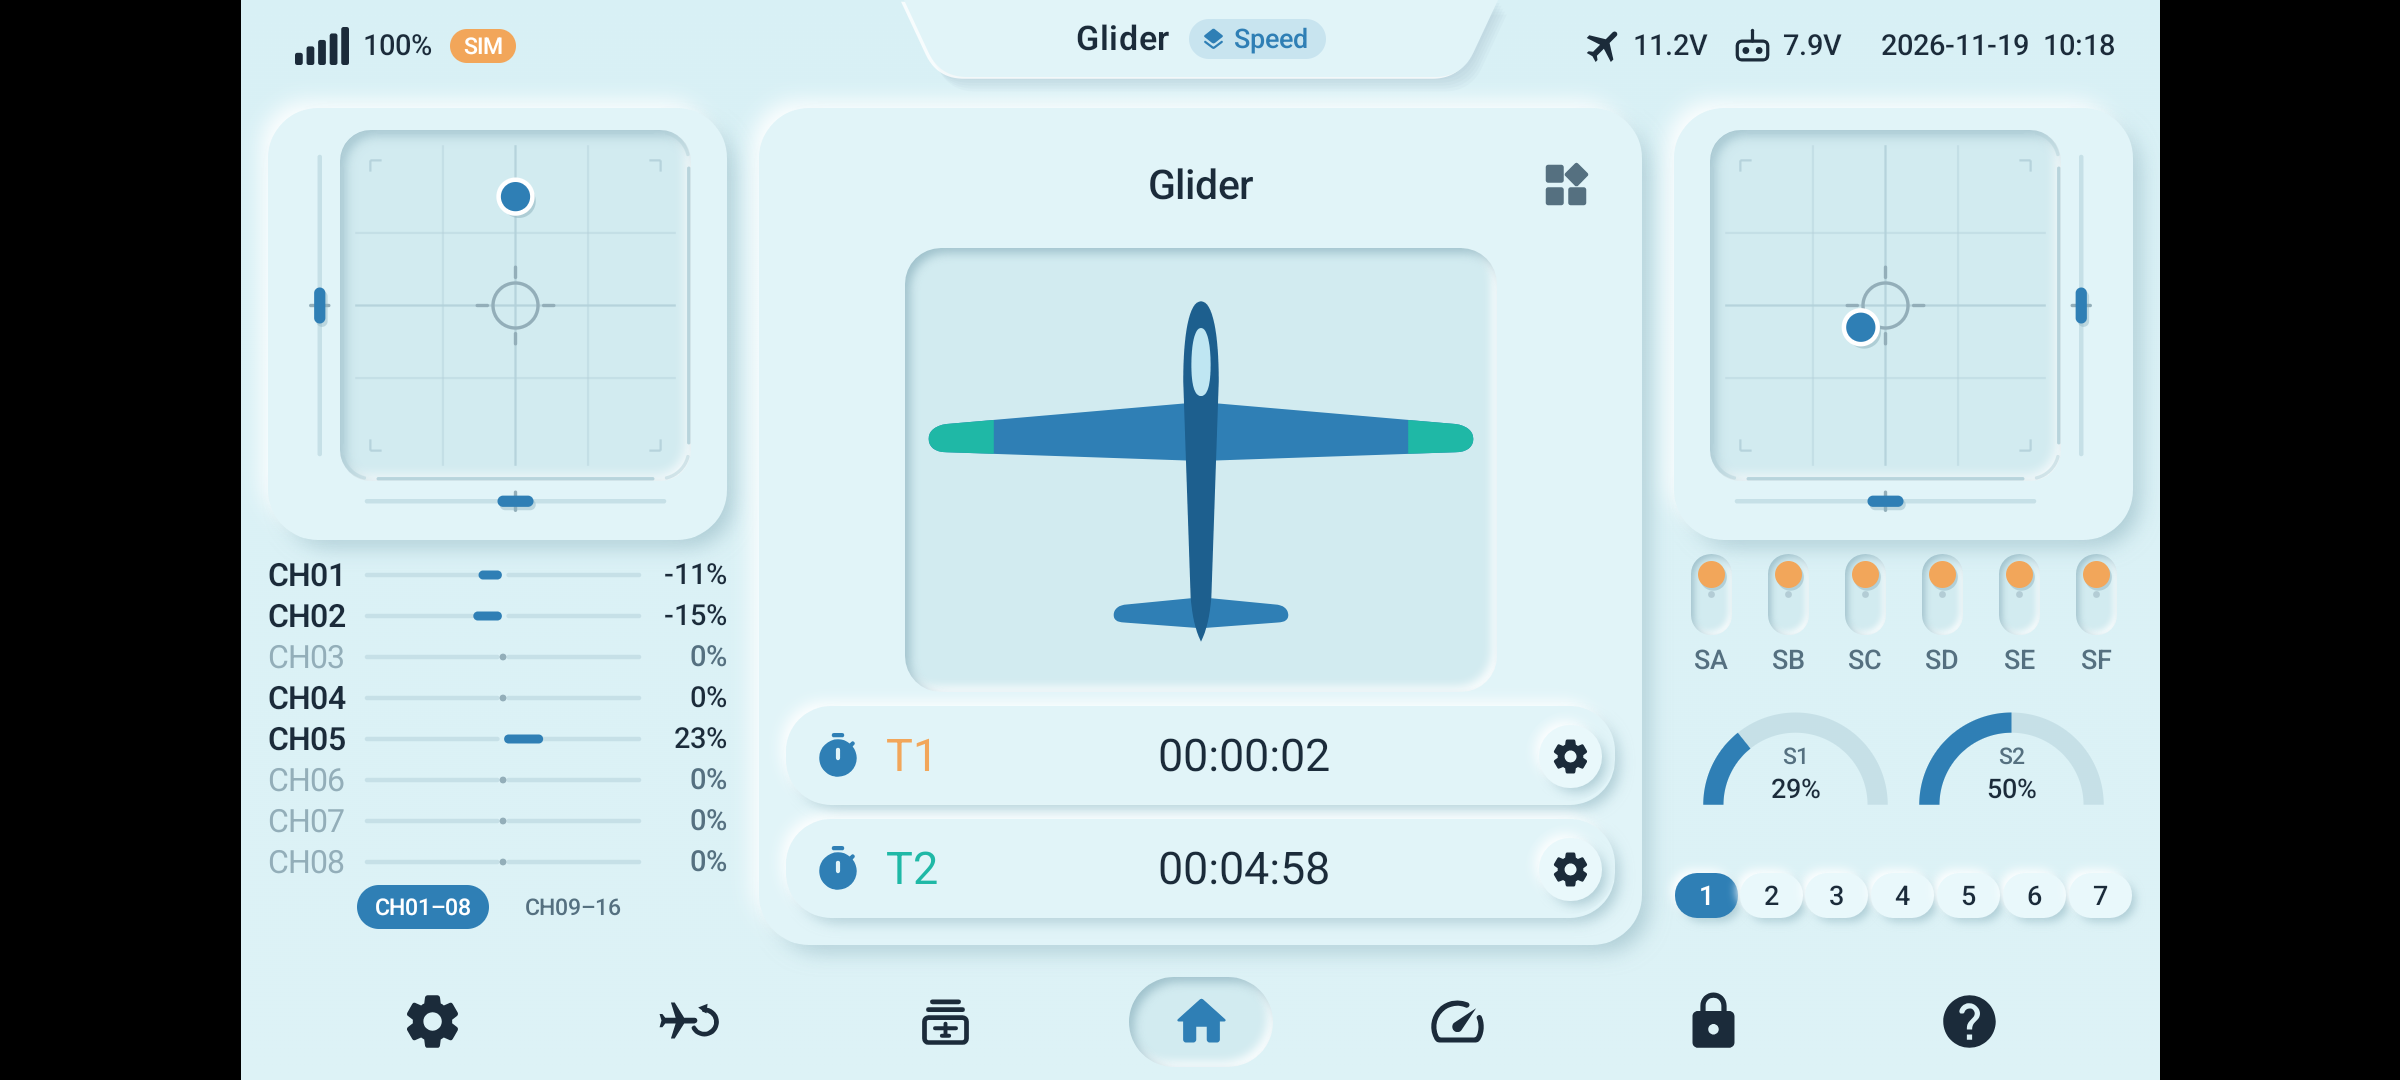 100% SIM
Glider Speed
11.2V 7.9V 2026-11-19 10:18
Glider
T1 00:00:02
T2 00:04:58
CH01 -11%
CH02 -15%
CH03 0%
CH04 0%
CH05 23%
CH06 0%
CH07 0%
CH08 0%
CH01–08 CH09–16
SA SB SC SD SE SF
S1 S2
29% 50%
1 2 3 4 5 6 7